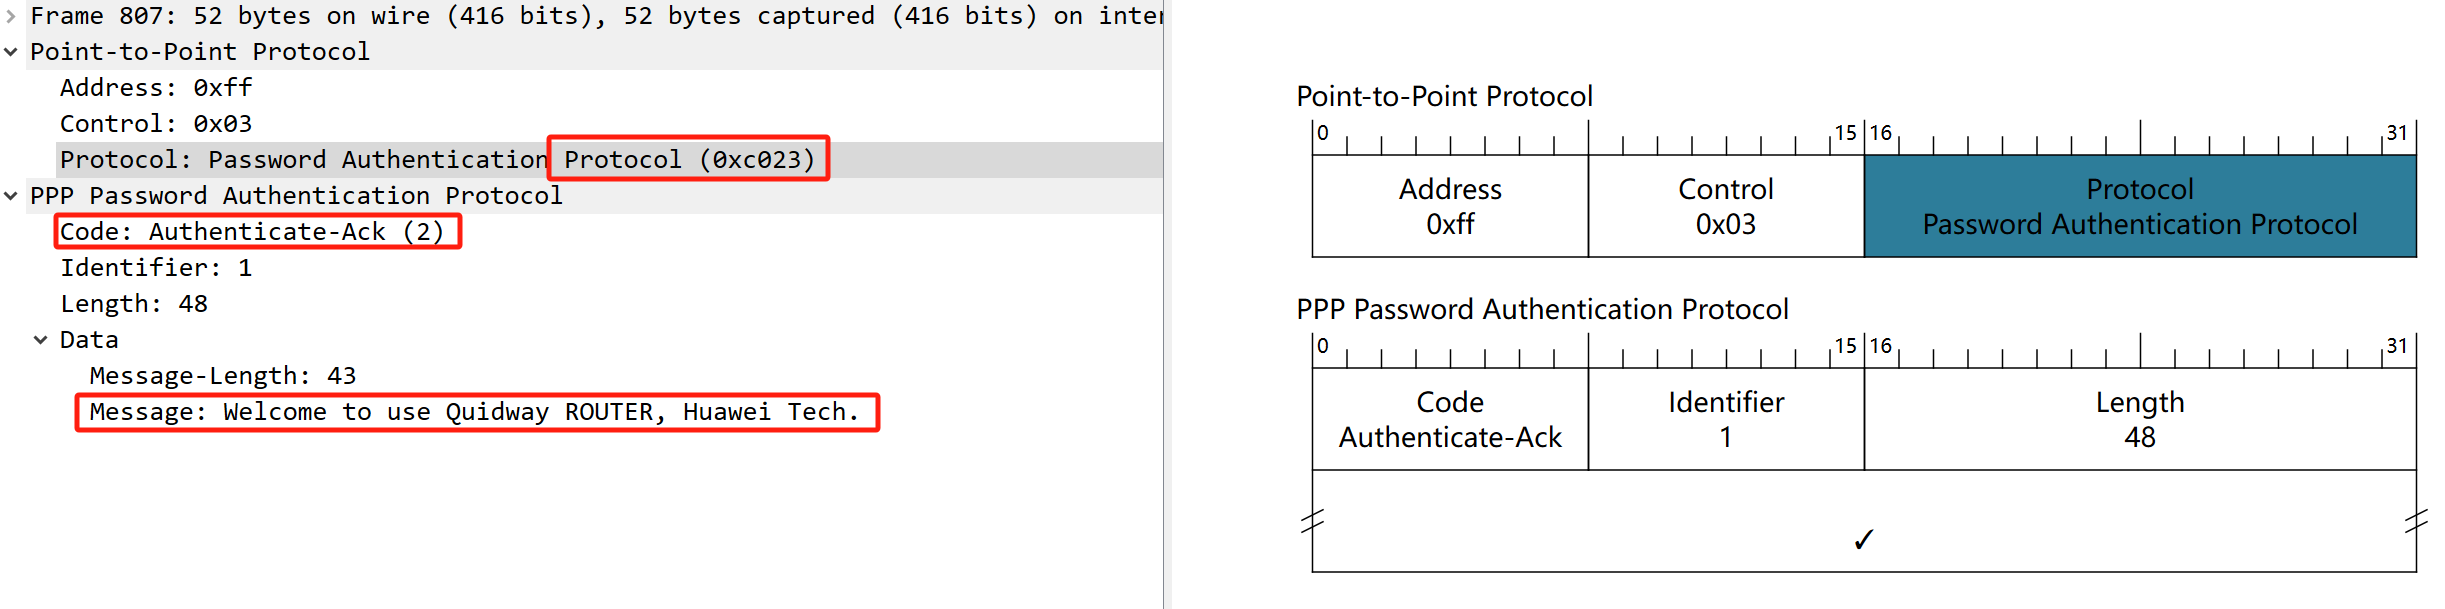 Frame 807: 52 bytes on wire (416 bits), 52 bytes captured (416 bits) on inter
Point-to-Point Protocol
Address: 0xff
Control: 0x03
Protocol: Password Authentication Protocol (0xc023)
PPP Password Authentication Protocol
Code: Authenticate-Ack (2)
Identifier: 1
Length: 48
Data
Message-Length: 43
Message: Welcome to use Quidway ROUTER, Huawei Tech.
Point-to-Point Protocol
0 15 16 31
Address Control Protocol
0xff 0x03 Password Authentication Protocol
PPP Password Authentication Protocol
0 15 16 31
Code Identifier Length
Authenticate-Ack 1 48
✓